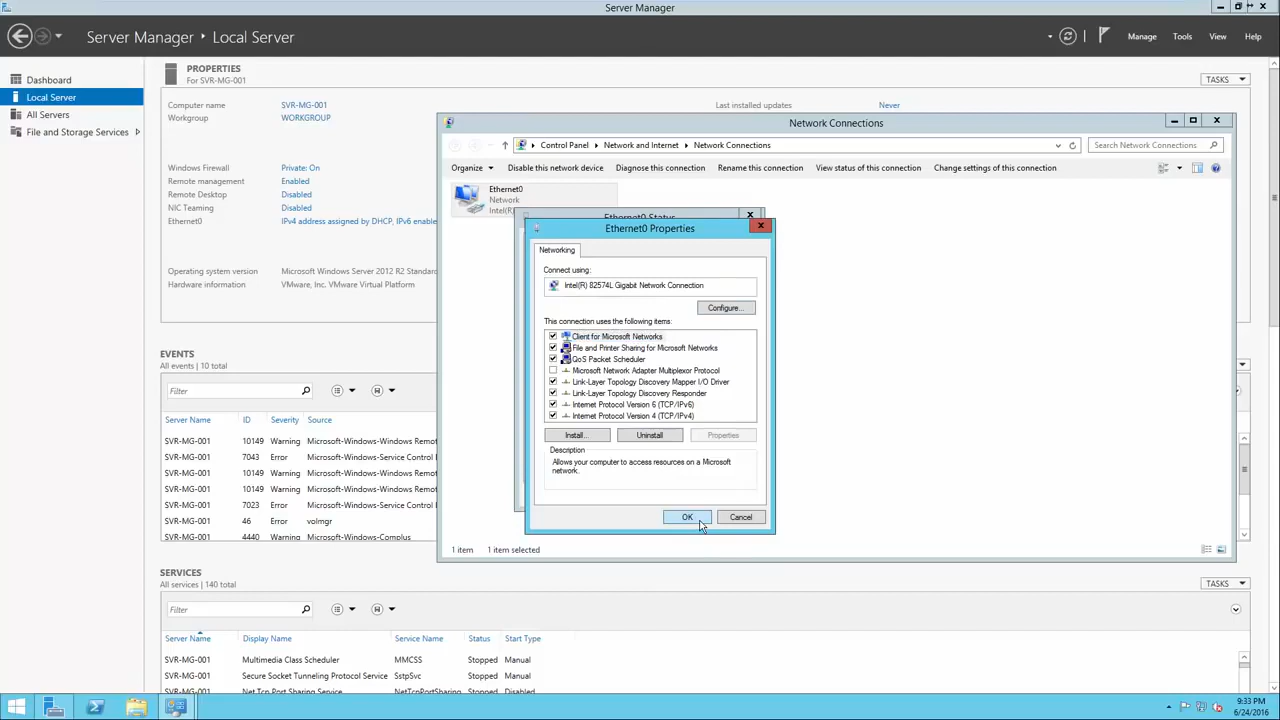 Server Manager
Server Manager • Local Server
Manage Tools View Help
Dashboard
Local Server
All Servers
File and Storage Services
PROPERTIES
For SVR-MG-001
TASKS
Computer name SVR-MG-001
Workgroup WORKGROUP
Last installed updates Never
Windows Firewall Private: On
Remote management Enabled
Remote Desktop Disabled
NIC Teaming Disabled
Ethernet0 IPv4 address assigned by DHCP, IPv6 enable
Operating system version Microsoft Windows Server 2012 R2 Standar
Hardware information VMware, Inc. VMware Virtual Platform
EVENTS
All events | 10 total
Filter
Server Name ID Severity Source
SVR-MG-001 10149 Warning Microsoft-Windows-Windows Remot
SVR-MG-001 7043 Error Microsoft-Windows-Service Control I
SVR-MG-001 10149 Warning Microsoft-Windows-Windows Remot
SVR-MG-001 10149 Warning Microsoft-Windows-Windows Remot
SVR-MG-001 7023 Error Microsoft-Windows-Service Control I
SVR-MG-001 46 Error volmgr
SVR-MG-001 4440 Warning Microsoft-Windows-Complus
SERVICES
All services | 140 total
TASKS
Filter
Server Name Display Name Service Name Status Start Type
SVR-MG-001 Multimedia Class Scheduler MMCSS Stopped Manual
SVR-MG-001 Secure Socket Tunneling Protocol Service SstpSvc Stopped Manual
SVR-MG-001 Net.Tcp Port Sharing Service NetTcpPortSharing Stopped Disabled
Network Connections
Control Panel Network and Internet Network Connections
Search Network Connections
Organize Disable this network device Diagnose this connection Rename this connection View status of this connection Change settings of this connection
Ethernet0
Network
Intel(R)
1 item 1 item selected
Ethernet0 Status
Ethernet0 Properties
Networking
Connect using:
Intel(R) 82574L Gigabit Network Connection
Configure...
This connection uses the following items:
Client for Microsoft Networks
File and Printer Sharing for Microsoft Networks
QoS Packet Scheduler
Microsoft Network Adapter Multiplexor Protocol
Link-Layer Topology Discovery Mapper I/O Driver
Link-Layer Topology Discovery Responder
Internet Protocol Version 6 (TCP/IPv6)
Internet Protocol Version 4 (TCP/IPv4)
Install... Uninstall Properties
Description
Allows your computer to access resources on a Microsoft
network.
OK Cancel
9:33 PM
6/24/2016